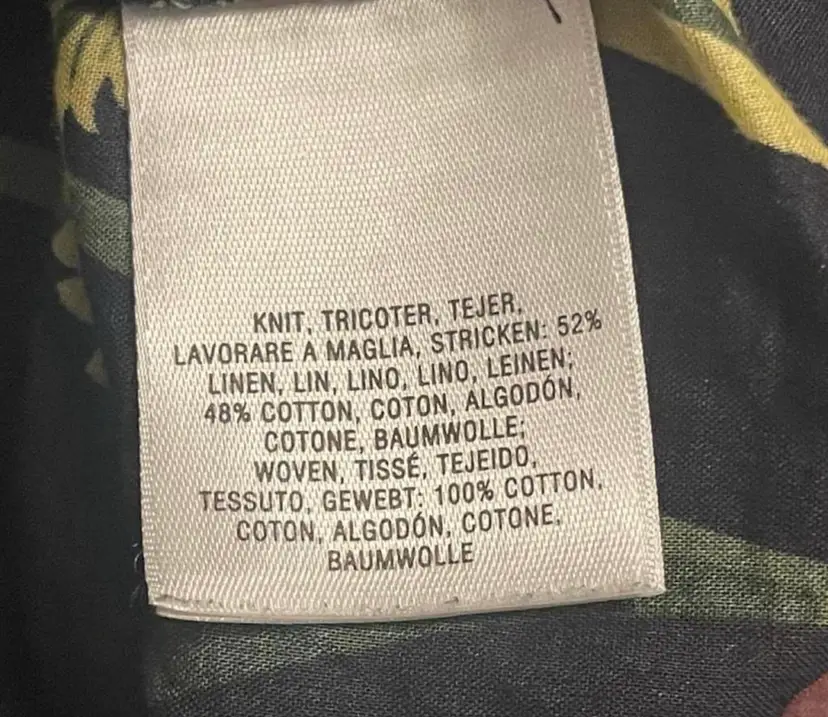 KNIT, TRICOTER, TEJER,
LAVORARE A MAGLIA, STRICKEN: 52%
LINEN, LIN, LINO, LINO, LEINEN;
48% COTTON, COTON, ALGODÓN,
COTONE, BAUMWOLLE;
WOVEN, TISSÉ, TEJEIDO,
TESSUTO, GEWEBT: 100% COTTON,
COTON, ALGODÓN, COTONE,
BAUMWOLLE